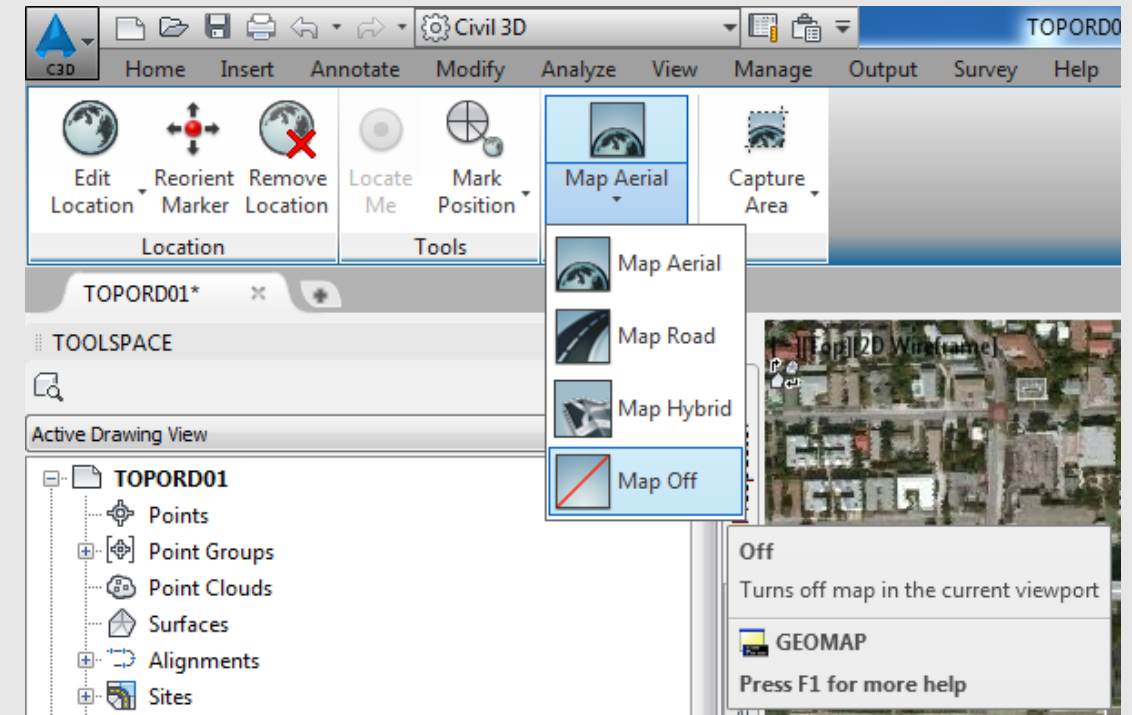 Civil 3D
TOPORD0
C3D
Home Insert Annotate Modify Analyze View Manage Output Survey Help
Edit
Location
Reorient
Marker
Remove
Location
Locate
Me
Mark
Position
Map Aerial
Capture
Area
Location
Tools
Map Aerial
Map Road
Map Hybrid
Map Off
TOPORD01*
TOOLSPACE
[-][Top][2D Wireframe]
Active Drawing View
TOPORD01
Points
Point Groups
Point Clouds
Surfaces
Alignments
Sites
Off
Turns off map in the current viewport
GEOMAP
Press F1 for more help